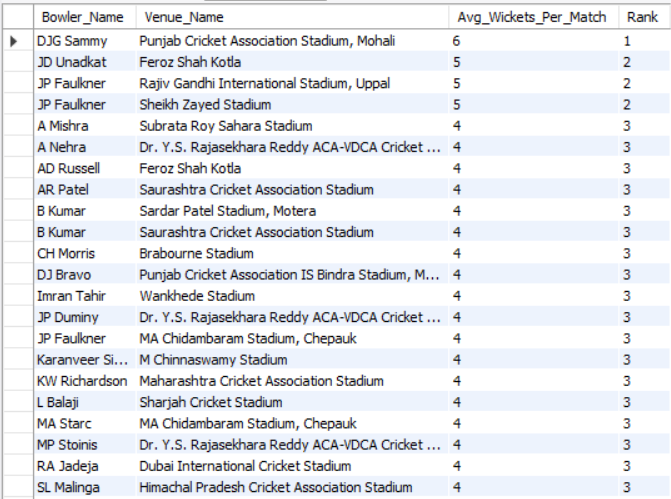 Bowler_Name Venue_Name Avg_Wickets_Per_Match Rank
DJG Sammy Punjab Cricket Association Stadium, Mohali 6 1
JD Unadkat Feroz Shah Kotla 5 2
JP Faulkner Rajiv Gandhi International Stadium, Uppal 5 2
JP Faulkner Sheikh Zayed Stadium 5 2
A Mishra Subrata Roy Sahara Stadium 4 3
A Nehra Dr. Y.S. Rajasekhara Reddy ACA-VDCA Cricket ... 4 3
AD Russell Feroz Shah Kotla 4 3
AR Patel Saurashtra Cricket Association Stadium 4 3
B Kumar Sardar Patel Stadium, Motera 4 3
B Kumar Saurashtra Cricket Association Stadium 4 3
CH Morris Brabourne Stadium 4 3
DJ Bravo Punjab Cricket Association IS Bindra Stadium, M... 4 3
Imran Tahir Wankhede Stadium 4 3
JP Duminy Dr. Y.S. Rajasekhara Reddy ACA-VDCA Cricket ... 4 3
JP Faulkner MA Chidambaram Stadium, Chepauk 4 3
Karanveer Si... M Chinnaswamy Stadium 4 3
KW Richardson Maharashtra Cricket Association Stadium 4 3
L Balaji Sharjah Cricket Stadium 4 3
MA Starc MA Chidambaram Stadium, Chepauk 4 3
MP Stoinis Dr. Y.S. Rajasekhara Reddy ACA-VDCA Cricket ... 4 3
RA Jadeja Dubai International Cricket Stadium 4 3
SL Malinga Himachal Pradesh Cricket Association Stadium 4 3